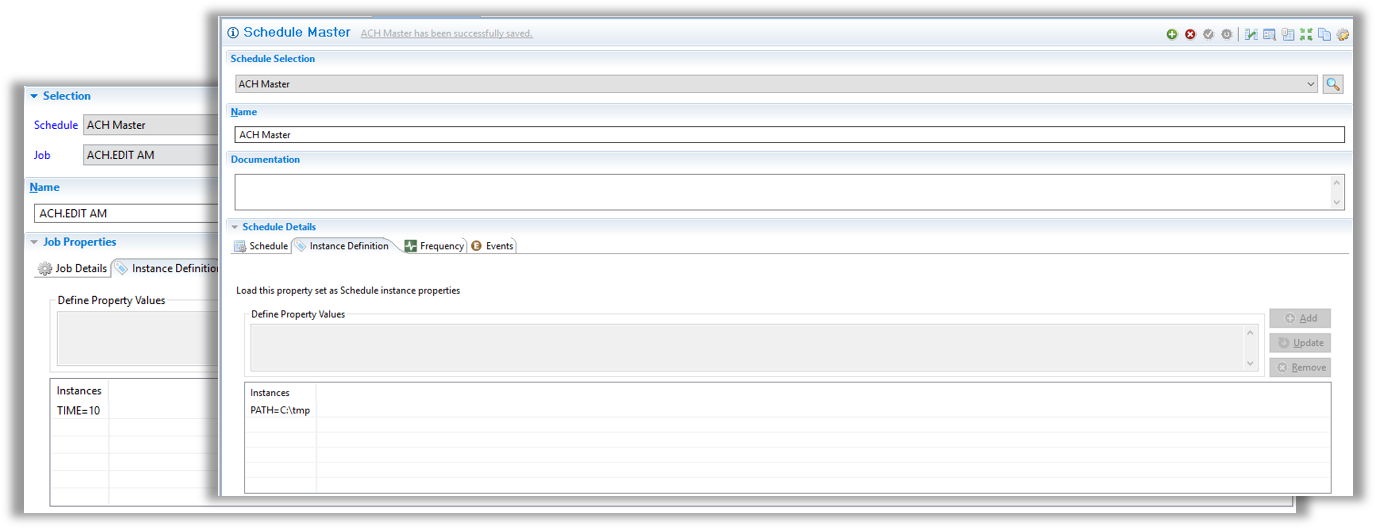 Schedule Master ACH Master has been successfully saved.
Schedule Selection
ACH Master
Name
ACH Master
Documentation
Schedule Details
Schedule Instance Definition Frequency Events
Load this property set as Schedule instance properties
Define Property Values
Add
Update
Remove
Instances
PATH=C:\tmp
Selection
Schedule ACH Master
Job ACH.EDIT AM
Name
ACH.EDIT AM
Job Properties
Job Details Instance Definition
Define Property Values
Instances
TIME=10